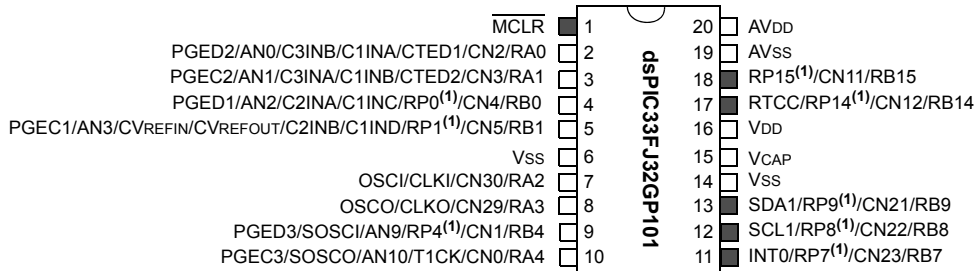 MCLR 1
PGED2/AN0/C3INB/C1INA/CTED1/CN2/RA0 2
PGEC2/AN1/C3INA/C1INB/CTED2/CN3/RA1 3
PGED1/AN2/C2INA/C1INC/RP0(1)/CN4/RB0 4
PGEC1/AN3/CVREFIN/CVREFOUT/C2INB/C1IND/RP1(1)/CN5/RB1 5
VSS 6
OSCI/CLKI/CN30/RA2 7
OSCO/CLKO/CN29/RA3 8
PGED3/SOSCI/AN9/RP4(1)/CN1/RB4 9
PGEC3/SOSCO/AN10/T1CK/CN0/RA4 10
dsPIC33FJ32GP101
20 AVDD
19 AVSS
18 RP15(1)/CN11/RB15
17 RTCC/RP14(1)/CN12/RB14
16 VDD
15 VCAP
14 VSS
13 SDA1/RP9(1)/CN21/RB9
12 SCL1/RP8(1)/CN22/RB8
11 INT0/RP7(1)/CN23/RB7